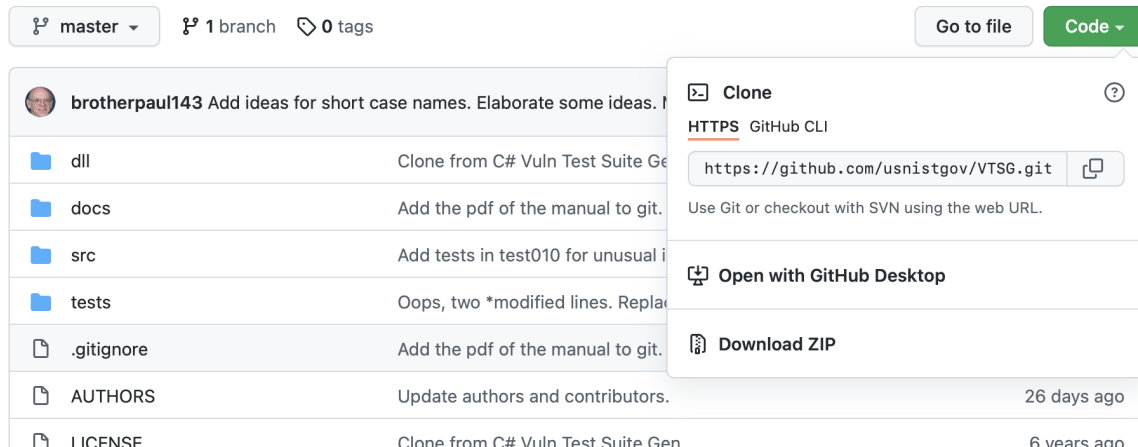 master 1 branch 0 tags Go to file Code
brotherpaul143 Add ideas for short case names. Elaborate some ideas.
Clone
HTTPS GitHub CLI
https://github.com/usnistgov/VTSG.git
Use Git or checkout with SVN using the web URL.
Open with GitHub Desktop
Download ZIP
dll Clone from C# Vuln Test Suite Ge
docs Add the pdf of the manual to git.
src Add tests in test010 for unusual i
tests Oops, two *modified lines. Repla
.gitignore Add the pdf of the manual to git.
AUTHORS Update authors and contributors. 26 days ago
LICENSE Clone from C# Vuln Test Suite Gen 6 years ago